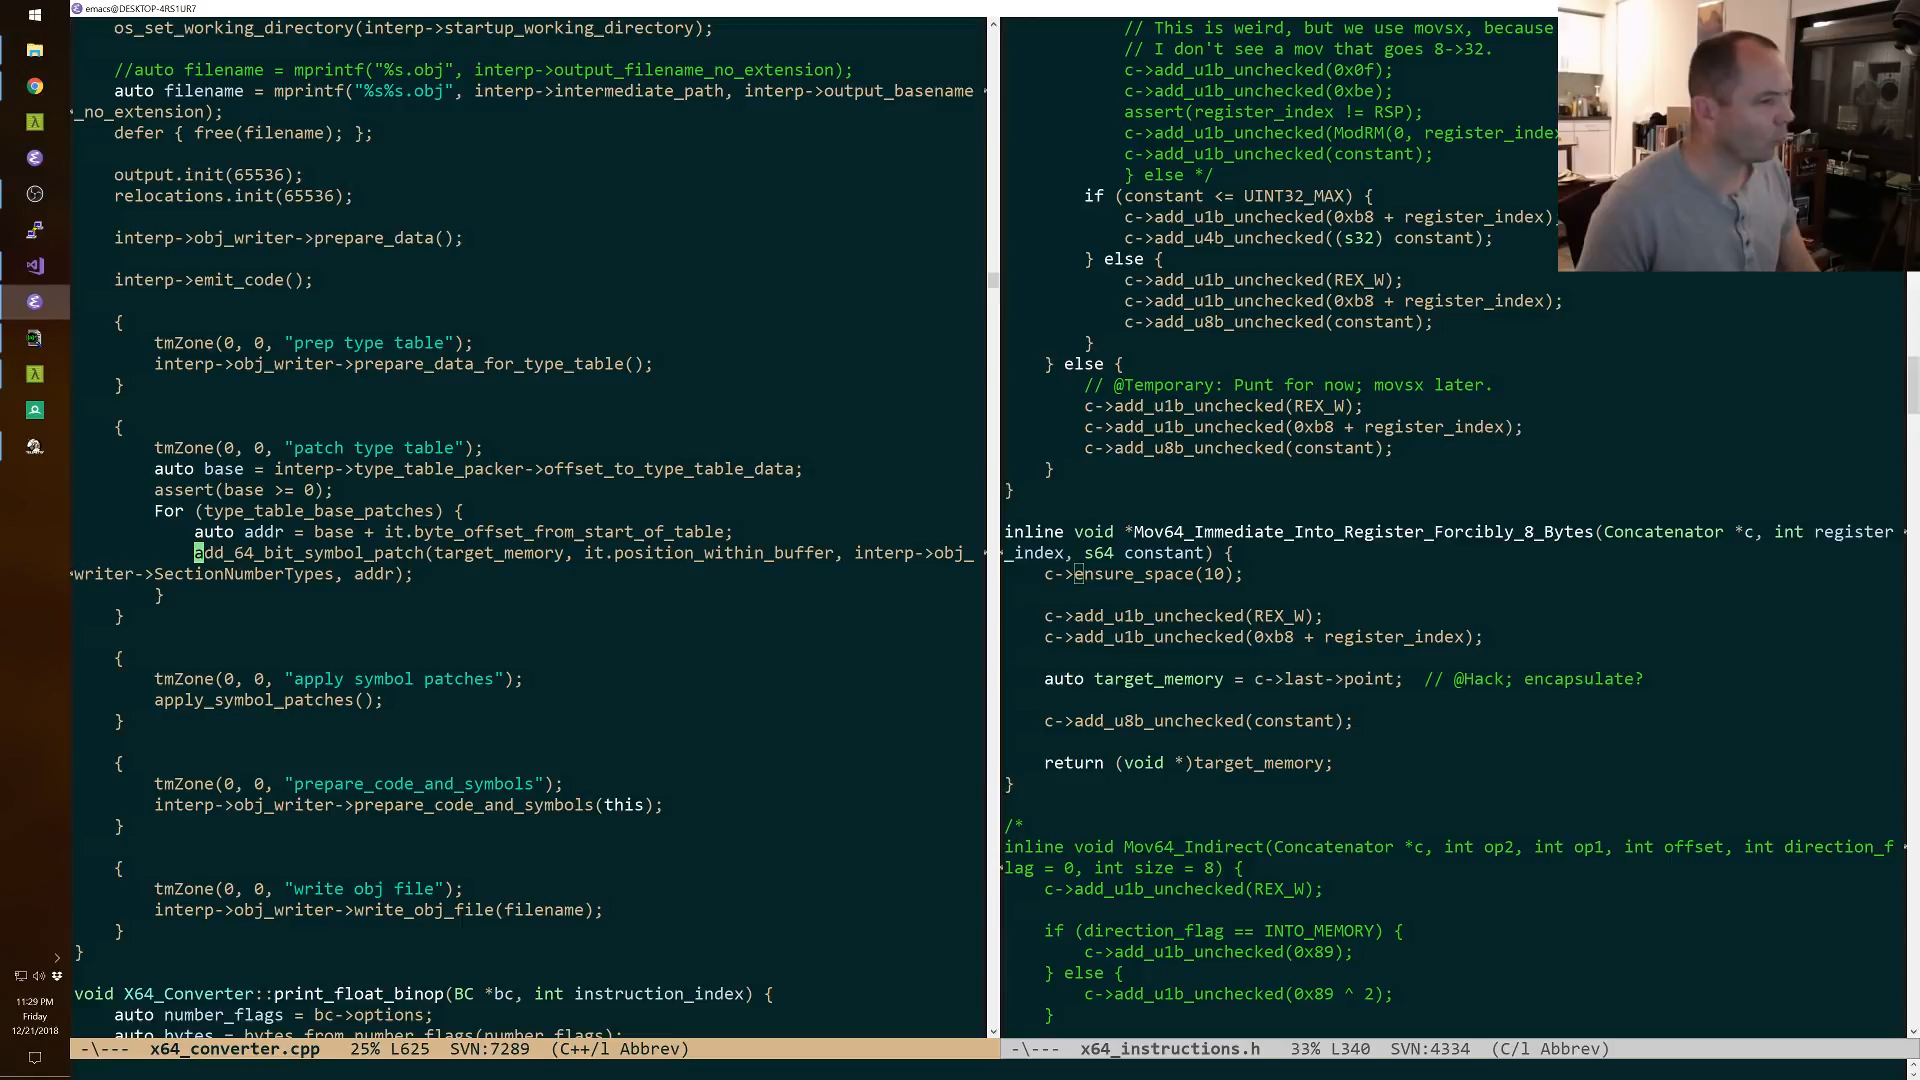 emacs@DESKTOP-4RS1UR7
os_set_working_directory(interp->startup_working_directory);
//auto filename = mprintf("%s.obj", interp->output_filename_no_extension);
auto filename = mprintf("%s%s.obj", interp->intermediate_path, interp->output_basename
_no_extension);
defer { free(filename); };
output.init(65536);
relocations.init(65536);
interp->obj_writer->prepare_data();
interp->emit_code();
{
tmZone(0, 0, "prep type table");
interp->obj_writer->prepare_data_for_type_table();
}
{
tmZone(0, 0, "patch type table");
auto base = interp->type_table_packer->offset_to_type_table_data;
assert(base >= 0);
For (type_table_base_patches) {
auto addr = base + it.byte_offset_from_start_of_table;
add_64_bit_symbol_patch(target_memory, it.position_within_buffer, interp->obj_
writer->SectionNumberTypes, addr);
}
}
{
tmZone(0, 0, "apply symbol patches");
apply_symbol_patches();
}
{
tmZone(0, 0, "prepare_code_and_symbols");
interp->obj_writer->prepare_code_and_symbols(this);
}
{
tmZone(0, 0, "write obj file");
interp->obj_writer->write_obj_file(filename);
}
}
void X64_Converter::print_float_binop(BC *bc, int instruction_index) {
auto number_flags = bc->options;
auto bytes = bytes_from_number_flags(number_flags);
-\--- x64_converter.cpp 25% L625 SVN:7289 (C++/l Abbrev)
// This is weird, but we use movsx, because
// I don't see a mov that goes 8->32.
c->add_u1b_unchecked(0x0f);
c->add_u1b_unchecked(0xbe);
assert(register_index != RSP);
c->add_u1b_unchecked(ModRM(0, register_index
c->add_u1b_unchecked(constant);
} else */
if (constant <= UINT32_MAX) {
c->add_u1b_unchecked(0xb8 + register_index)
c->add_u4b_unchecked((s32) constant);
} else {
c->add_u1b_unchecked(REX_W);
c->add_u1b_unchecked(0xb8 + register_index);
c->add_u8b_unchecked(constant);
}
} else {
// @Temporary: Punt for now; movsx later.
c->add_u1b_unchecked(REX_W);
c->add_u1b_unchecked(0xb8 + register_index);
c->add_u8b_unchecked(constant);
}
}
inline void *Mov64_Immediate_Into_Register_Forcibly_8_Bytes(Concatenator *c, int register
_index, s64 constant) {
c->ensure_space(10);
c->add_u1b_unchecked(REX_W);
c->add_u1b_unchecked(0xb8 + register_index);
auto target_memory = c->last->point; // @Hack; encapsulate?
c->add_u8b_unchecked(constant);
return (void *)target_memory;
}
/*
inline void Mov64_Indirect(Concatenator *c, int op2, int op1, int offset, int direction_f
lag = 0, int size = 8) {
c->add_u1b_unchecked(REX_W);
if (direction_flag == INTO_MEMORY) {
c->add_u1b_unchecked(0x89);
} else {
c->add_u1b_unchecked(0x89 ^ 2);
}
-\--- x64_instructions.h 33% L340 SVN:4334 (C/l Abbrev)
11:29 PM
Friday
12/21/2018